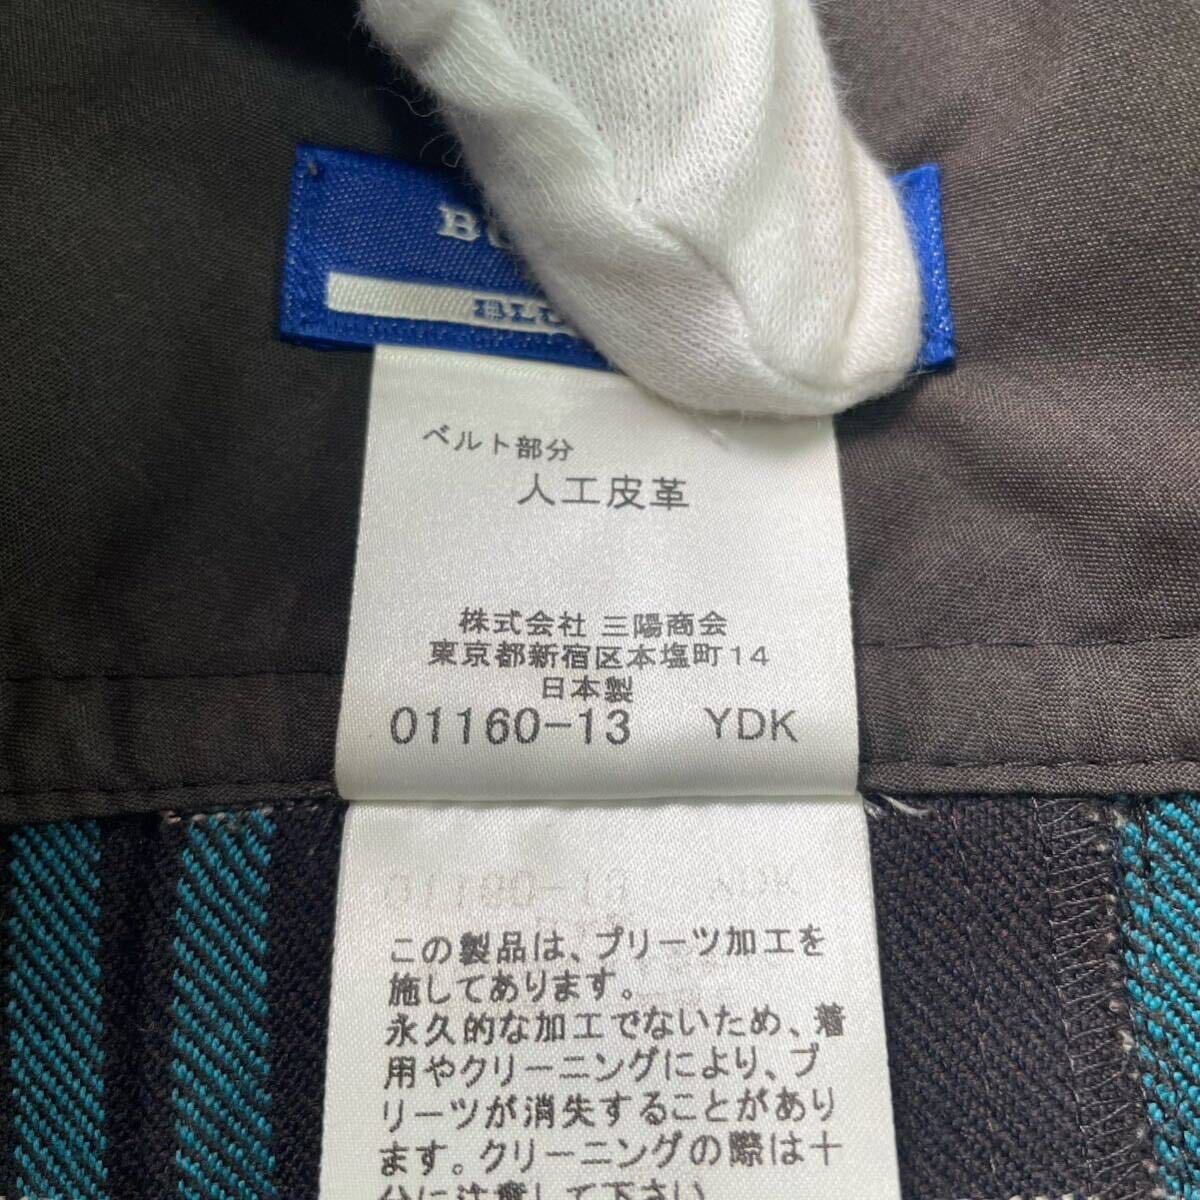 ベルト部分
人工皮革
株式会社 三陽商会
東京都新宿区本塩町14
日本製
01160-13 YDK
この製品は、プリーツ加工を
施してあります。
永久的な加工でないため、着
用やクリーニングにより、プ
リーツが消失することがあり
ます。クリーニングの際は十
分に注意して下さい。